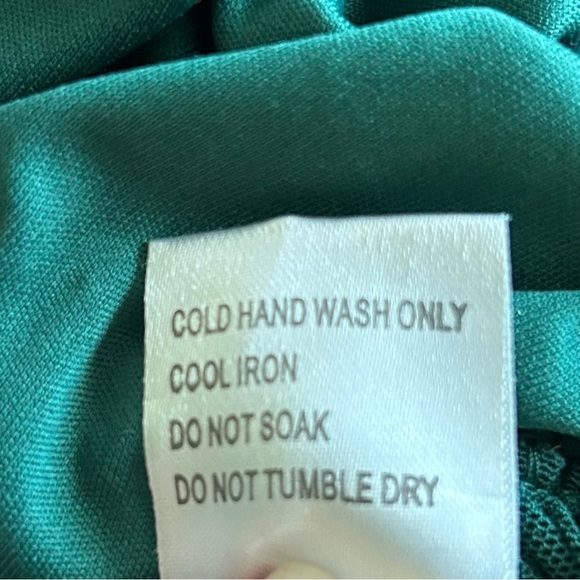 COLD HAND WASH ONLY
COOL IRON
DO NOT SOAK
DO NOT TUMBLE DRY